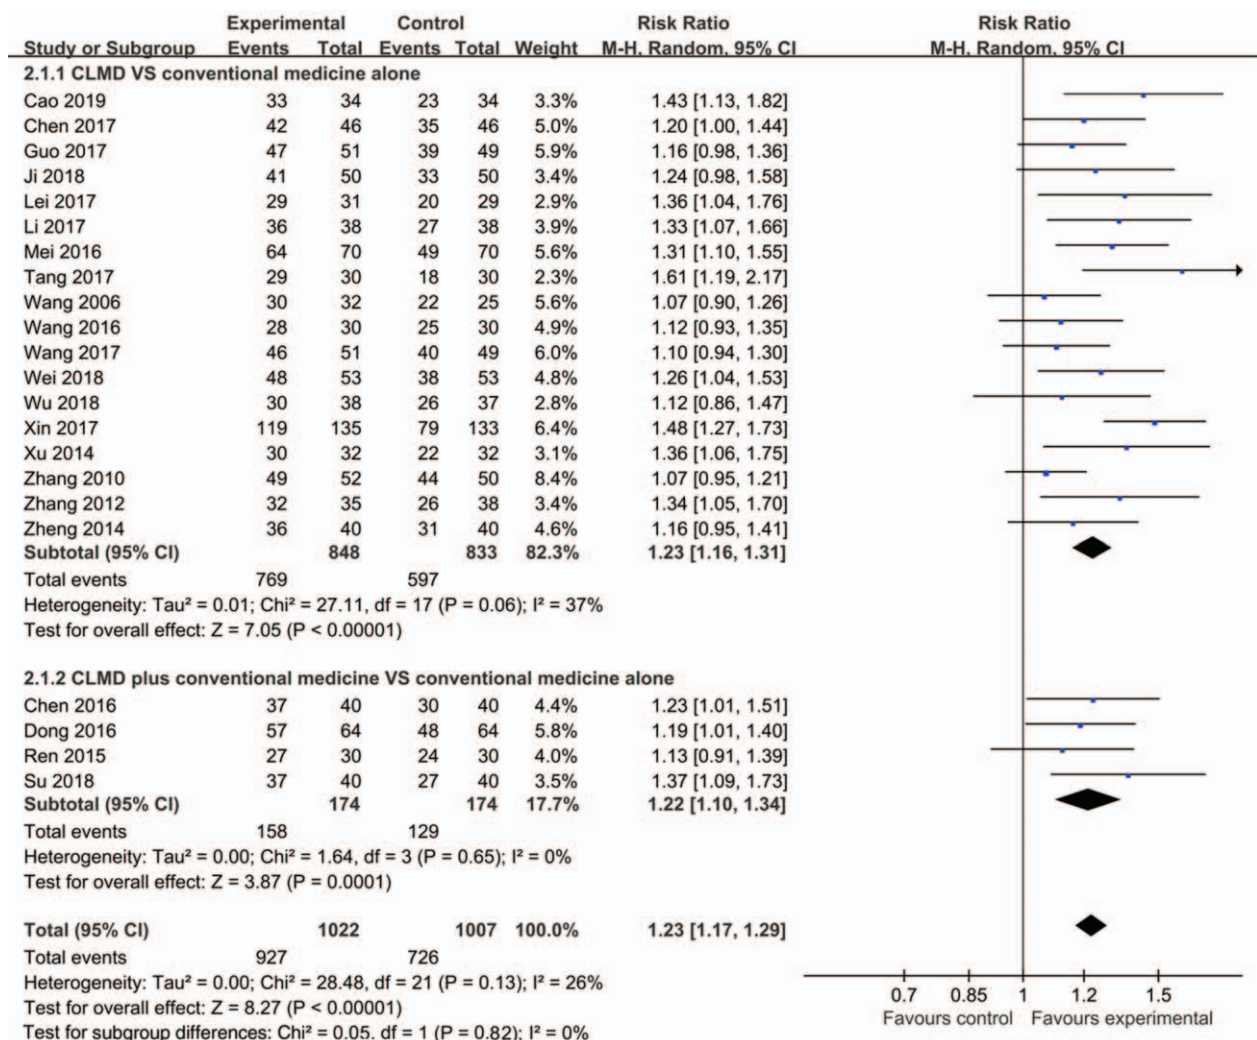 Experimental Control Risk Ratio Risk Ratio
Study or Subgroup Events Total Events Total Weight M-H, Random, 95% CI M-H, Random, 95% CI
2.1.1 CLMD VS conventional medicine alone
Cao 2019 33 34 23 34 3.3% 1.43 [1.13, 1.82]
Chen 2017 42 46 35 46 5.0% 1.20 [1.00, 1.44]
Guo 2017 47 51 39 49 5.9% 1.16 [0.98, 1.36]
Ji 2018 41 50 33 50 3.4% 1.24 [0.98, 1.58]
Lei 2017 29 31 20 29 2.9% 1.36 [1.04, 1.76]
Li 2017 36 38 27 38 3.9% 1.33 [1.07, 1.66]
Mei 2016 64 70 49 70 5.6% 1.31 [1.10, 1.55]
Tang 2017 29 30 18 30 2.3% 1.61 [1.19, 2.17]
Wang 2006 30 32 22 25 5.6% 1.07 [0.90, 1.26]
Wang 2016 28 30 25 30 4.9% 1.12 [0.93, 1.35]
Wang 2017 46 51 40 49 6.0% 1.10 [0.94, 1.30]
Wei 2018 48 53 38 53 4.8% 1.26 [1.04, 1.53]
Wu 2018 30 38 26 37 2.8% 1.12 [0.86, 1.47]
Xin 2017 119 135 79 133 6.4% 1.48 [1.27, 1.73]
Xu 2014 30 32 22 32 3.1% 1.36 [1.06, 1.75]
Zhang 2010 49 52 44 50 8.4% 1.07 [0.95, 1.21]
Zhang 2012 32 35 26 38 3.4% 1.34 [1.05, 1.70]
Zheng 2014 36 40 31 40 4.6% 1.16 [0.95, 1.41]
Subtotal (95% CI) 848 833 82.3% 1.23 [1.16, 1.31]
Total events 769 597
Heterogeneity: Tau² = 0.01; Chi² = 27.11, df = 17 (P = 0.06); I² = 37%
Test for overall effect: Z = 7.05 (P < 0.00001)
2.1.2 CLMD plus conventional medicine VS conventional medicine alone
Chen 2016 37 40 30 40 4.4% 1.23 [1.01, 1.51]
Dong 2016 57 64 48 64 5.8% 1.19 [1.01, 1.40]
Ren 2015 27 30 24 30 4.0% 1.13 [0.91, 1.39]
Su 2018 37 40 27 40 3.5% 1.37 [1.09, 1.73]
Subtotal (95% CI) 174 174 17.7% 1.22 [1.10, 1.34]
Total events 158 129
Heterogeneity: Tau² = 0.00; Chi² = 1.64, df = 3 (P = 0.65); I² = 0%
Test for overall effect: Z = 3.87 (P = 0.0001)
Total (95% CI) 1022 1007 100.0% 1.23 [1.17, 1.29]
Total events 927 726
Heterogeneity: Tau² = 0.00; Chi² = 28.48, df = 21 (P = 0.13); I² = 26%
Test for overall effect: Z = 8.27 (P < 0.00001)
Test for subgroup differences: Chi² = 0.05, df = 1 (P = 0.82); I² = 0%
0.7 0.85 1 1.2 1.5
Favours control Favours experimental